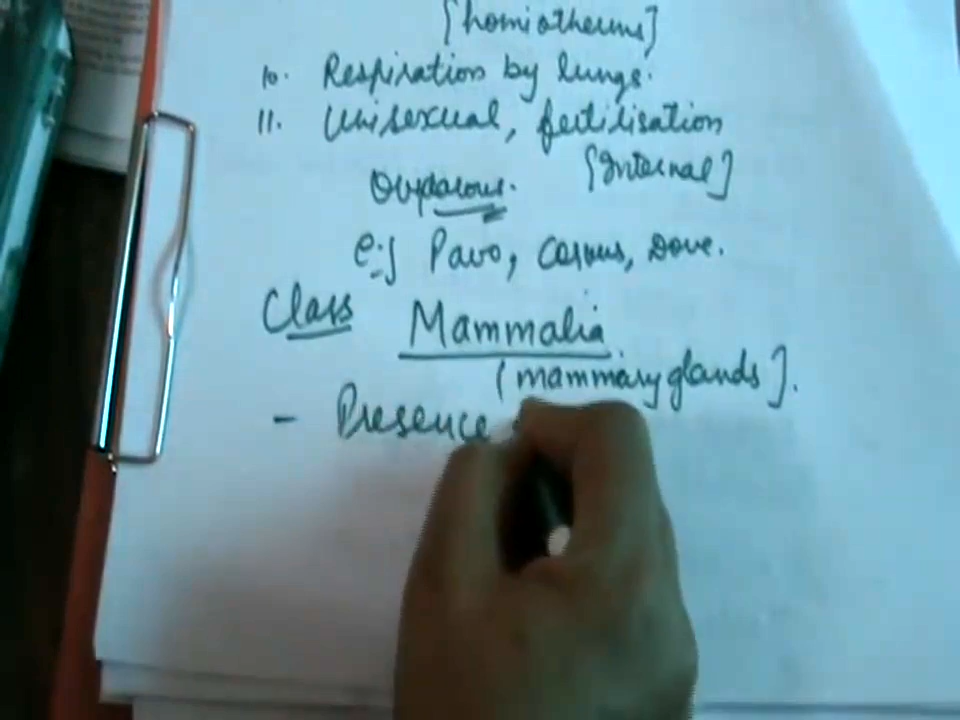 [homiotherms]
10. Respiration by lungs.
11. Unisexual, fertilisation
[Internal]
Oviparous.
e.g Pavo, Corvus, Dove.
Class Mammalia
(mammary glands].
- Presence